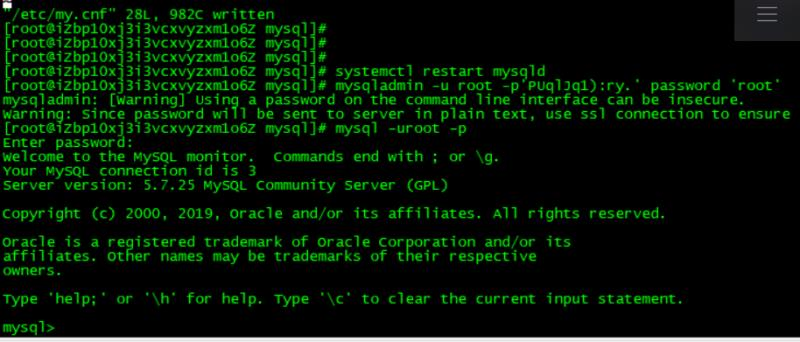 "/etc/my.cnf" 28L, 982C written
[root@iZbp10xj3i3vcxvyzxm1o6Z mysql]#
[root@iZbp10xj3i3vcxvyzxm1o6Z mysql]#
[root@iZbp10xj3i3vcxvyzxm1o6Z mysql]#
[root@iZbp10xj3i3vcxvyzxm1o6Z mysql]# systemctl restart mysqld
[root@iZbp10xj3i3vcxvyzxm1o6Z mysql]# mysqladmin -u root -p'PUqlJq1):ry.' password 'root'
mysqladmin: [Warning] Using a password on the command line interface can be insecure.
Warning: Since password will be sent to server in plain text, use ssl connection to ensure
[root@iZbp10xj3i3vcxvyzxm1o6Z mysql]# mysql -uroot -p
Enter password:
Welcome to the MySQL monitor.  Commands end with ; or \g.
Your MySQL connection id is 3
Server version: 5.7.25 MySQL Community Server (GPL)
Copyright (c) 2000, 2019, Oracle and/or its affiliates. All rights reserved.
Oracle is a registered trademark of Oracle Corporation and/or its
affiliates. Other names may be trademarks of their respective
owners.
Type 'help;' or '\h' for help. Type '\c' to clear the current input statement.
mysql>